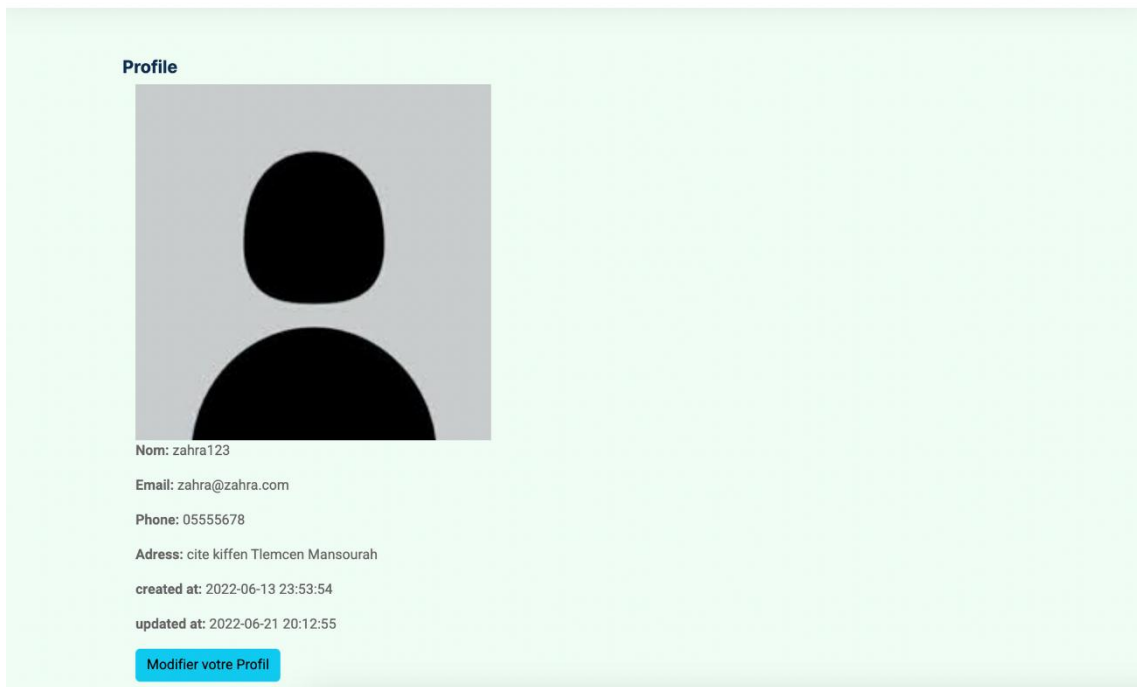 Profile
Nom: zahra123
Email: zahra@zahra.com
Phone: 05555678
Adress: cite kiffen Tlemcen Mansourah
created at: 2022-06-13 23:53:54
updated at: 2022-06-21 20:12:55
Modifier votre Profil